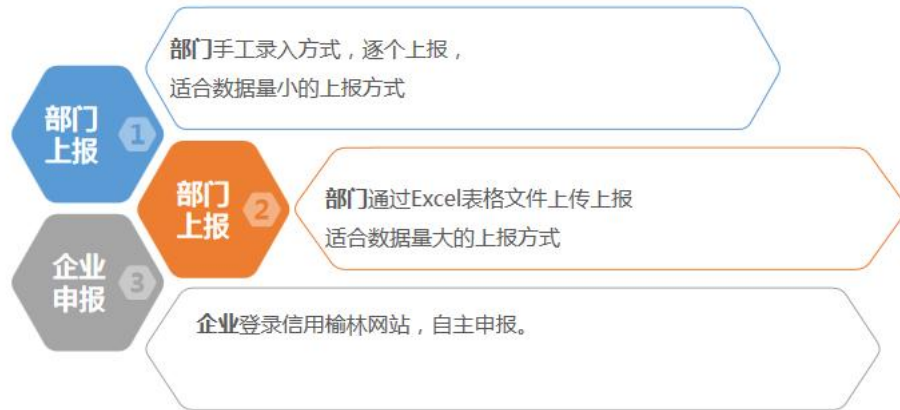 部门手工录入方式，逐个上报，
适合数据量小的上报方式
部门
上报
1
部门
上报
2
部门通过Excel表格文件上传上报
适合数据量大的上报方式
企业
申报
3
企业登录信用榆林网站，自主申报。